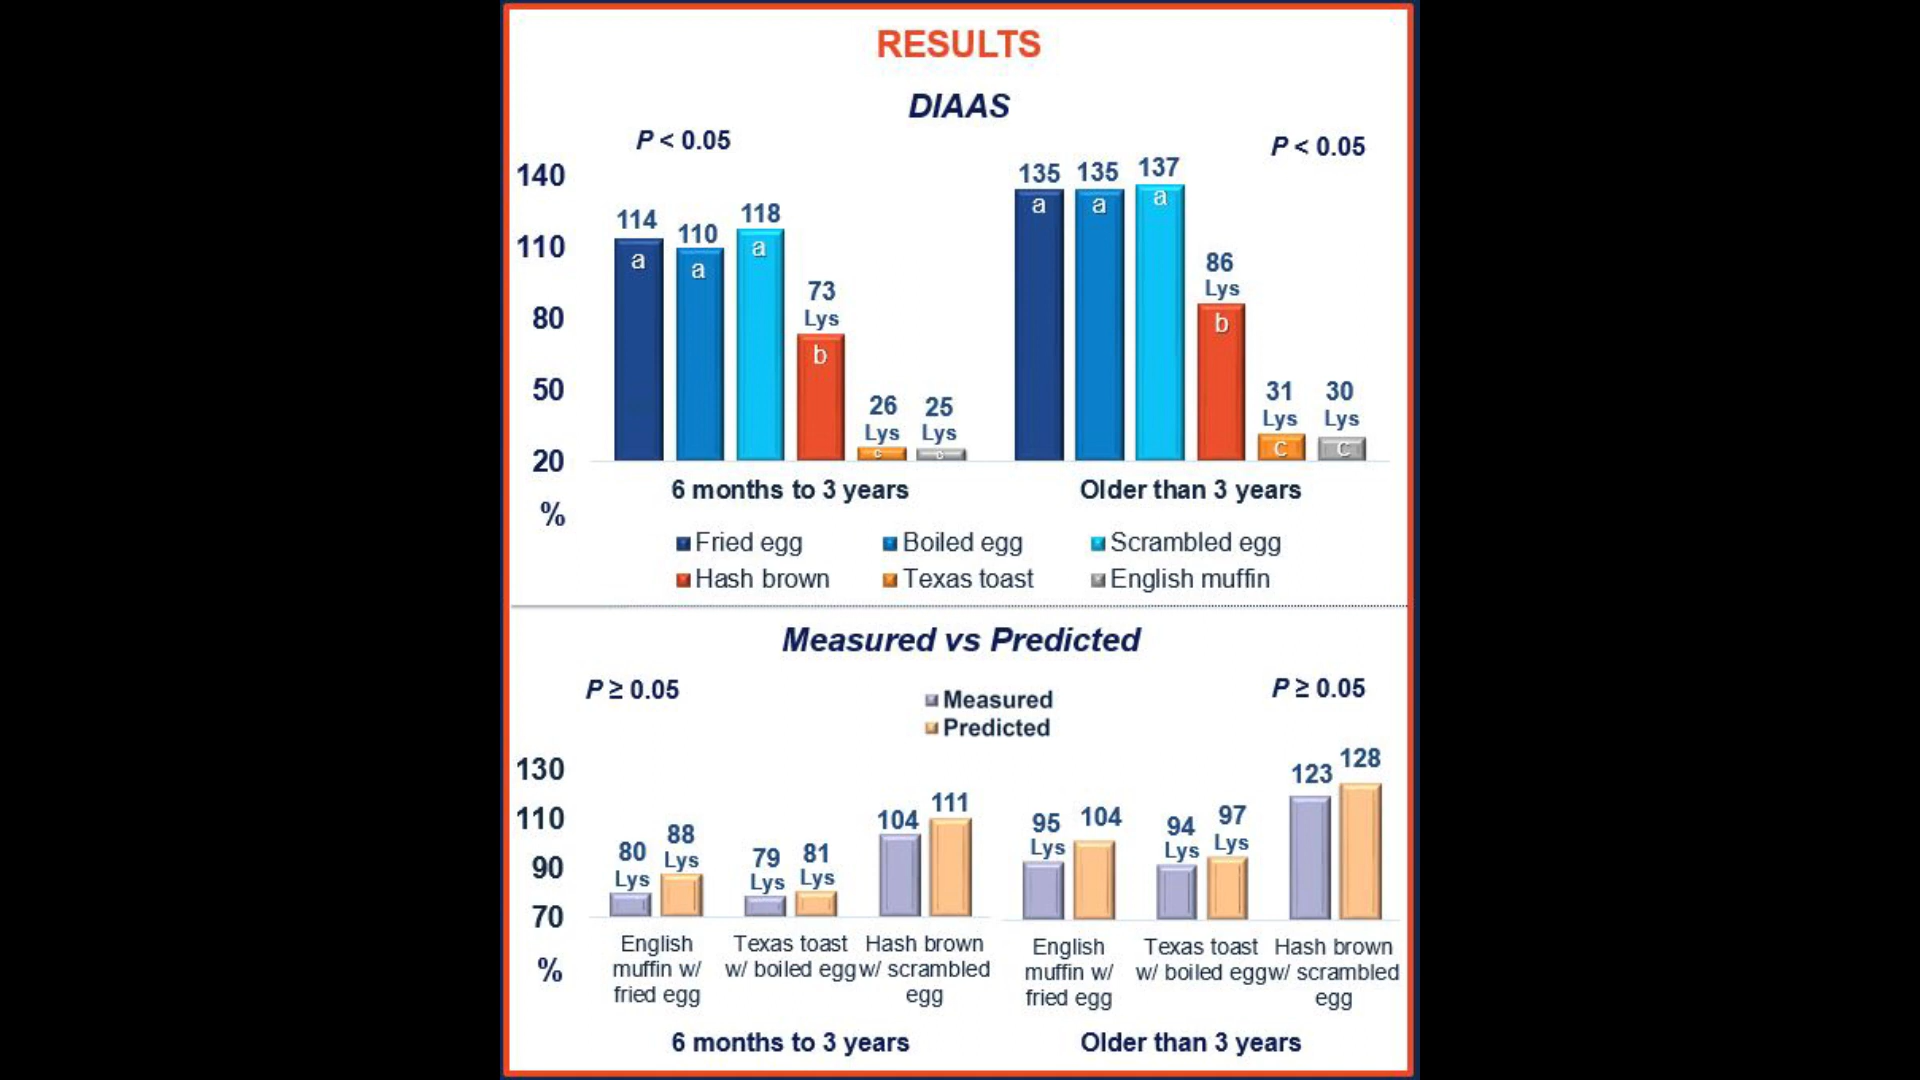 RESULTS
DIAAS
P < 0.05
P < 0.05
140
110
80
50
20
%
114
a
110
a
118
a
73
Lys
b
26
Lys
c
25
Lys
c
135
a
135
a
137
a
86
Lys
b
31
Lys
C
30
Lys
C
6 months to 3 years
Older than 3 years
Fried egg
Boiled egg
Scrambled egg
Hash brown
Texas toast
English muffin
Measured vs Predicted
P ≥ 0.05
P ≥ 0.05
Measured
Predicted
130
110
90
70
%
80
Lys
88
Lys
79
Lys
81
Lys
104
111
95
Lys
104
94
Lys
97
Lys
123
128
English
muffin w/
fried egg
Texas toast
w/ boiled egg
Hash brown
w/ scrambled
egg
English
muffin w/
fried egg
Texas toast
w/ boiled egg
Hash brown
w/ scrambled
egg
6 months to 3 years
Older than 3 years